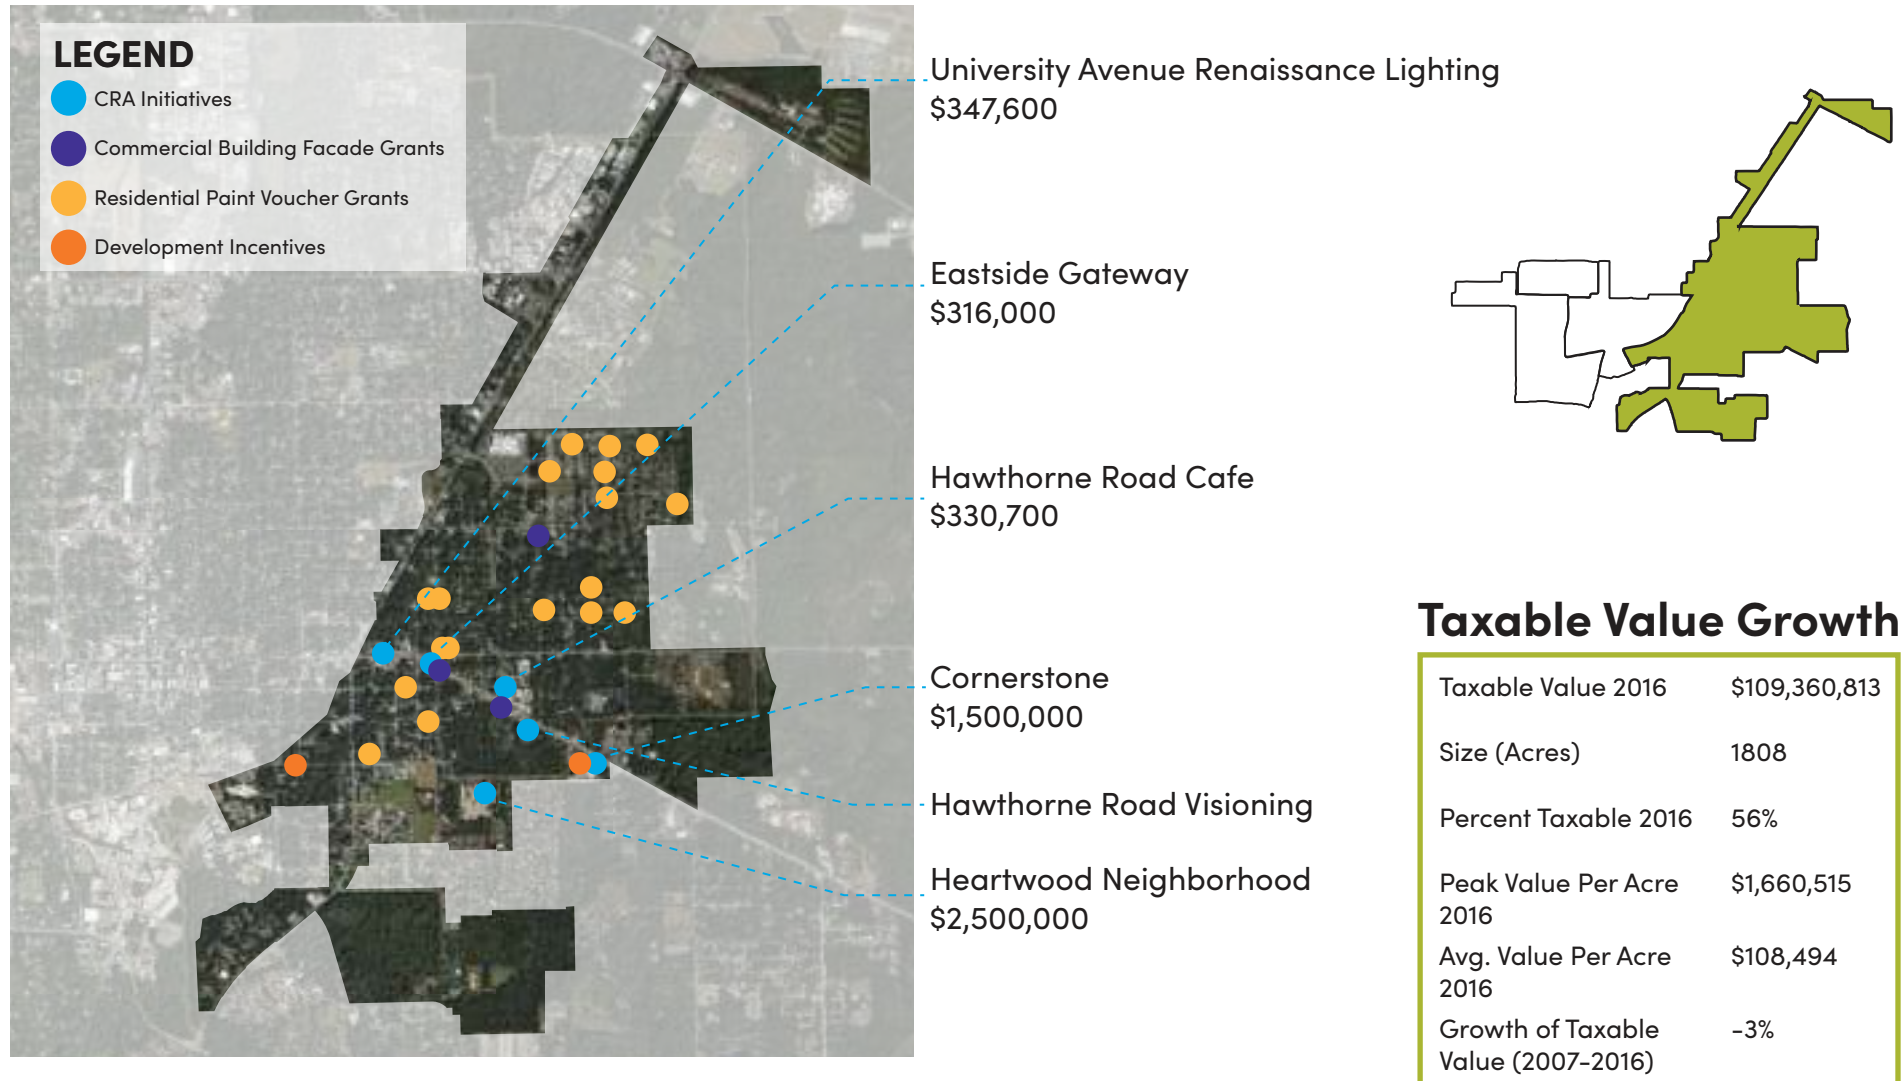 LEGEND
CRA Initiatives
Commercial Building Facade Grants
Residential Paint Voucher Grants
Development Incentives
University Avenue Renaissance Lighting
$347,600
Eastside Gateway
$316,000
Hawthorne Road Cafe
$330,700
Cornerstone
$1,500,000
Hawthorne Road Visioning
Heartwood Neighborhood
$2,500,000
Taxable Value Growth
Taxable Value 2016 $109,360,813
Size (Acres) 1808
Percent Taxable 2016 56%
Peak Value Per Acre $1,660,515
2016
Avg. Value Per Acre $108,494
2016
Growth of Taxable -3%
Value (2007-2016)